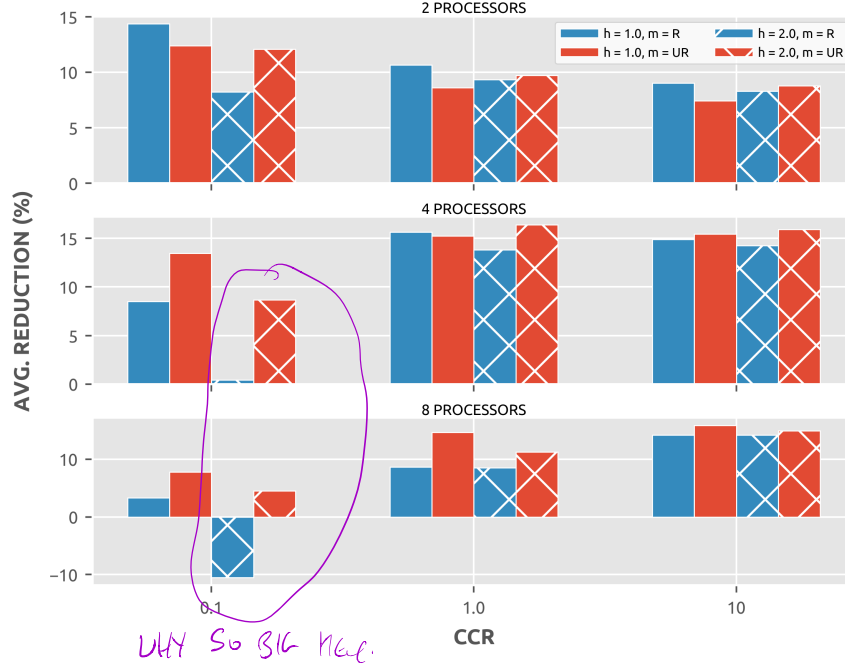 2 PROCESSORS
15
10
5
0
h = 1.0, m = R
h = 2.0, m = R
h = 1.0, m = UR
h = 2.0, m = UR
4 PROCESSORS
15
10
5
0
AVG. REDUCTION (%)
8 PROCESSORS
10
0
−10
0.1
1.0
10
CCR
WHY SO BIG